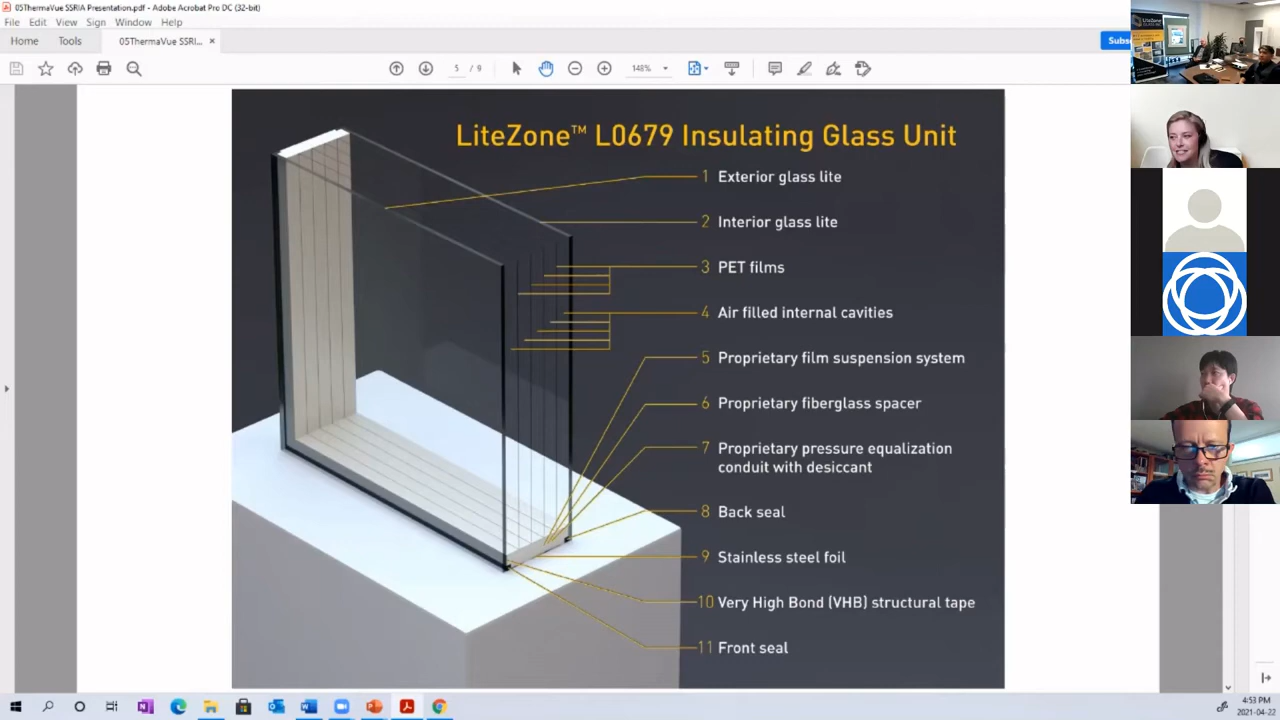 05ThermaVue SSRIA Presentation.pdf - Adobe Acrobat Pro DC (32-bit)
File Edit View Sign Window Help
Home Tools 05ThermaVue SSRI... ×
148%
LiteZone™ L0679 Insulating Glass Unit
1 Exterior glass lite
2 Interior glass lite
3 PET films
4 Air filled internal cavities
5 Proprietary film suspension system
6 Proprietary fiberglass spacer
7 Proprietary pressure equalization
conduit with desiccant
8 Back seal
9 Stainless steel foil
10 Very High Bond (VHB) structural tape
11 Front seal
4:53 PM
2021-04-22